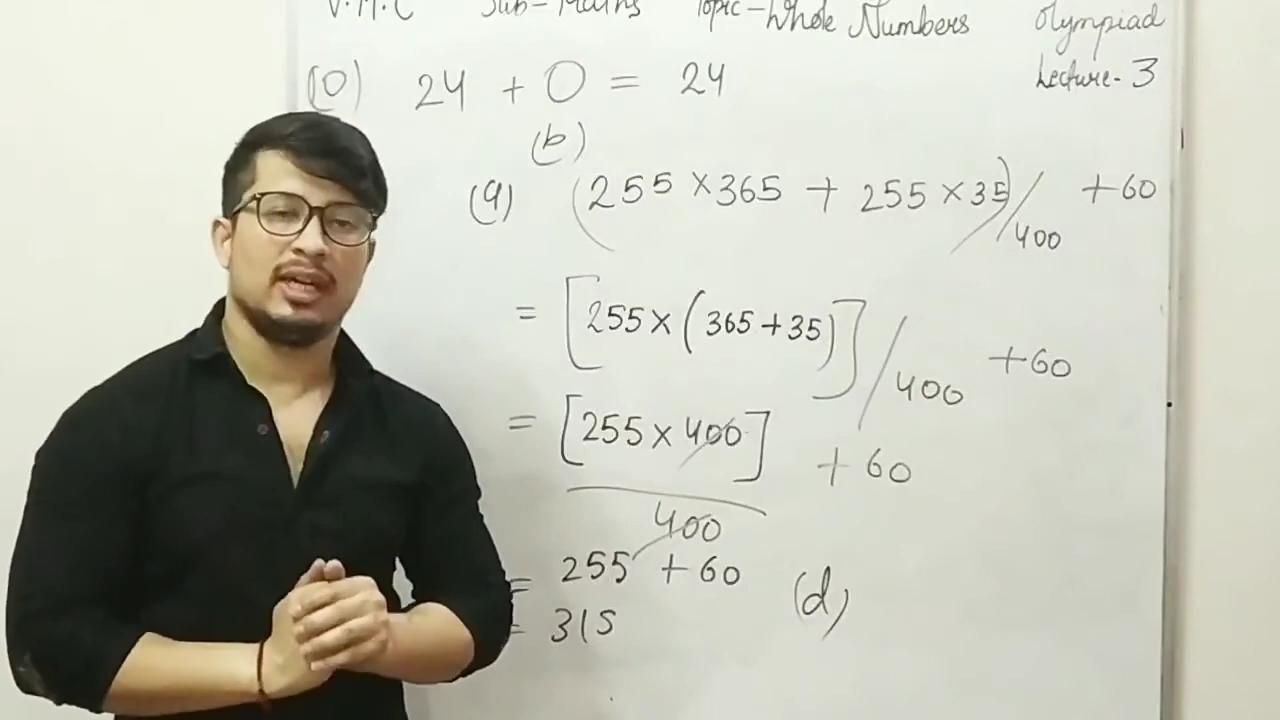 V.M.C Sub-Maths Topic-Whole Numbers Olympiad
Lecture-3
(0) 24 + 0 = 24
(b)
(9) (255 × 365 + 255 × 35)/400 + 60
= [255 × (365 + 35)]/400 + 60
= [255 × 400] + 60
400
= 255 + 60 (d)
= 315